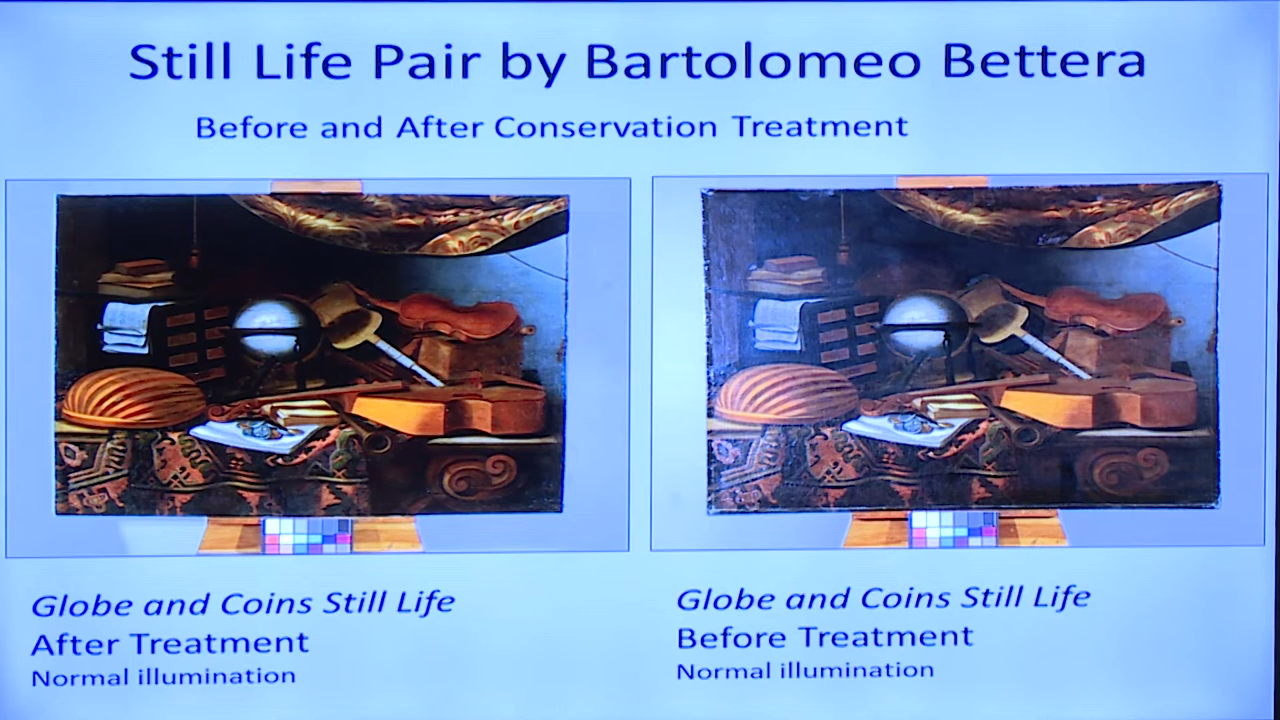 Still Life Pair by Bartolomeo Bettera
Before and After Conservation Treatment
Globe and Coins Still Life
After Treatment
Normal illumination
Globe and Coins Still Life
Before Treatment
Normal illumination